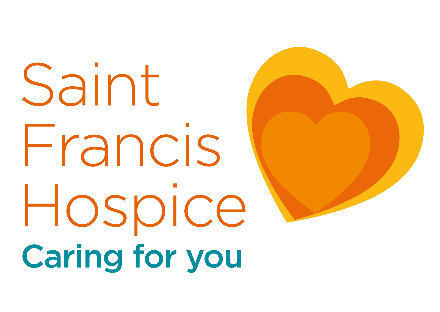 Saint
Francis
Hospice
Caring for you